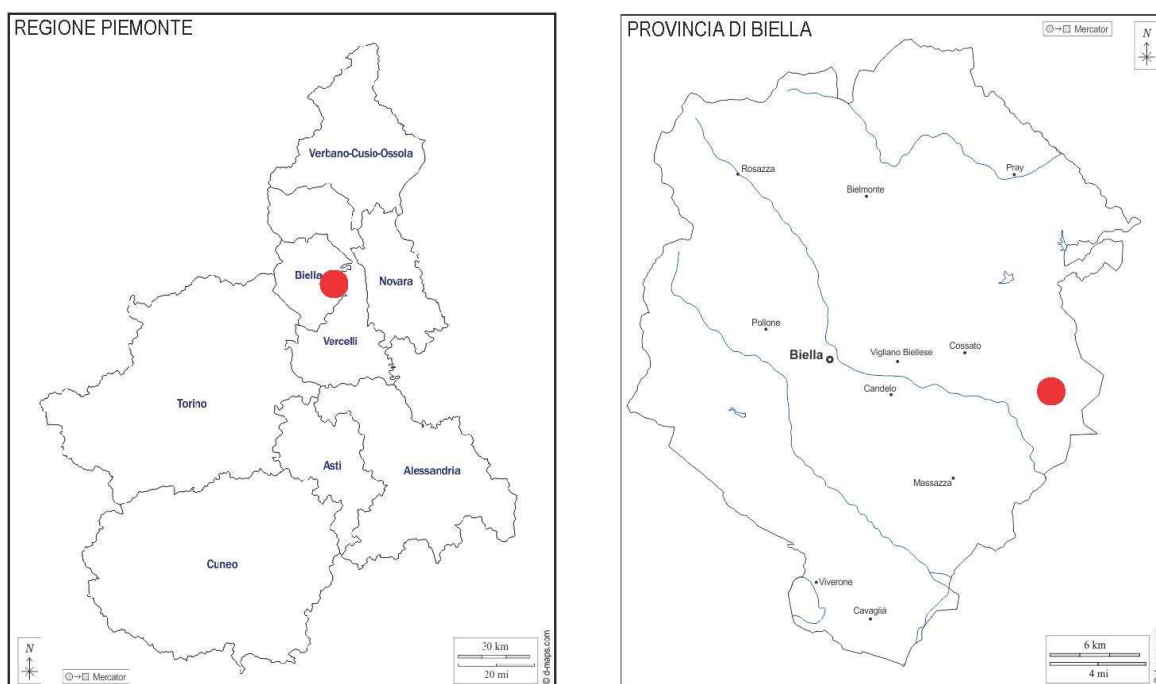 REGIONE PIEMONTE
Verbano-Cusio-Ossola
Biella
Novara
Vercelli
Torino
Asti
Alessandria
Cuneo
N
Mercator
30 km
20 mi
© d-maps.com
PROVINCIA DI BIELLA
Mercator
N
Rosazza
Bielmonte
Pray
Pollone
Biella
Vigliano Biellese
Cossato
Candelo
Massazza
Viverone
Cavaglià
6 km
4 mi